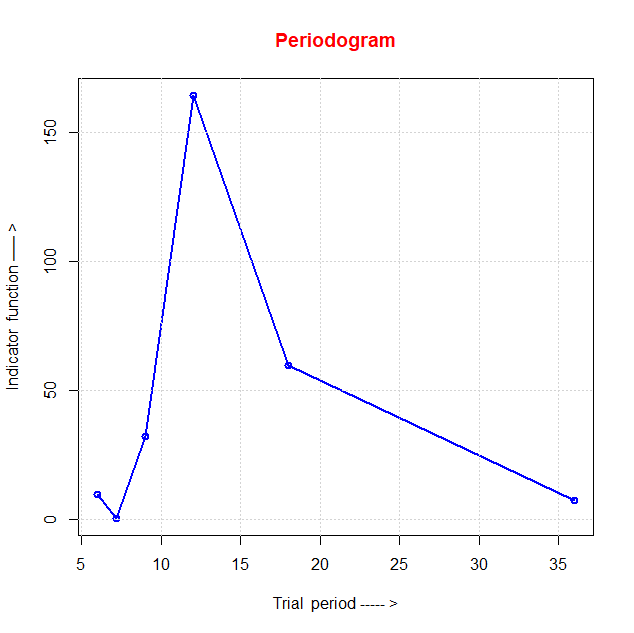 Periodogram
150
100
50
0
Indicator function —— >
5 10 15 20 25 30 35
Trial period ----- >